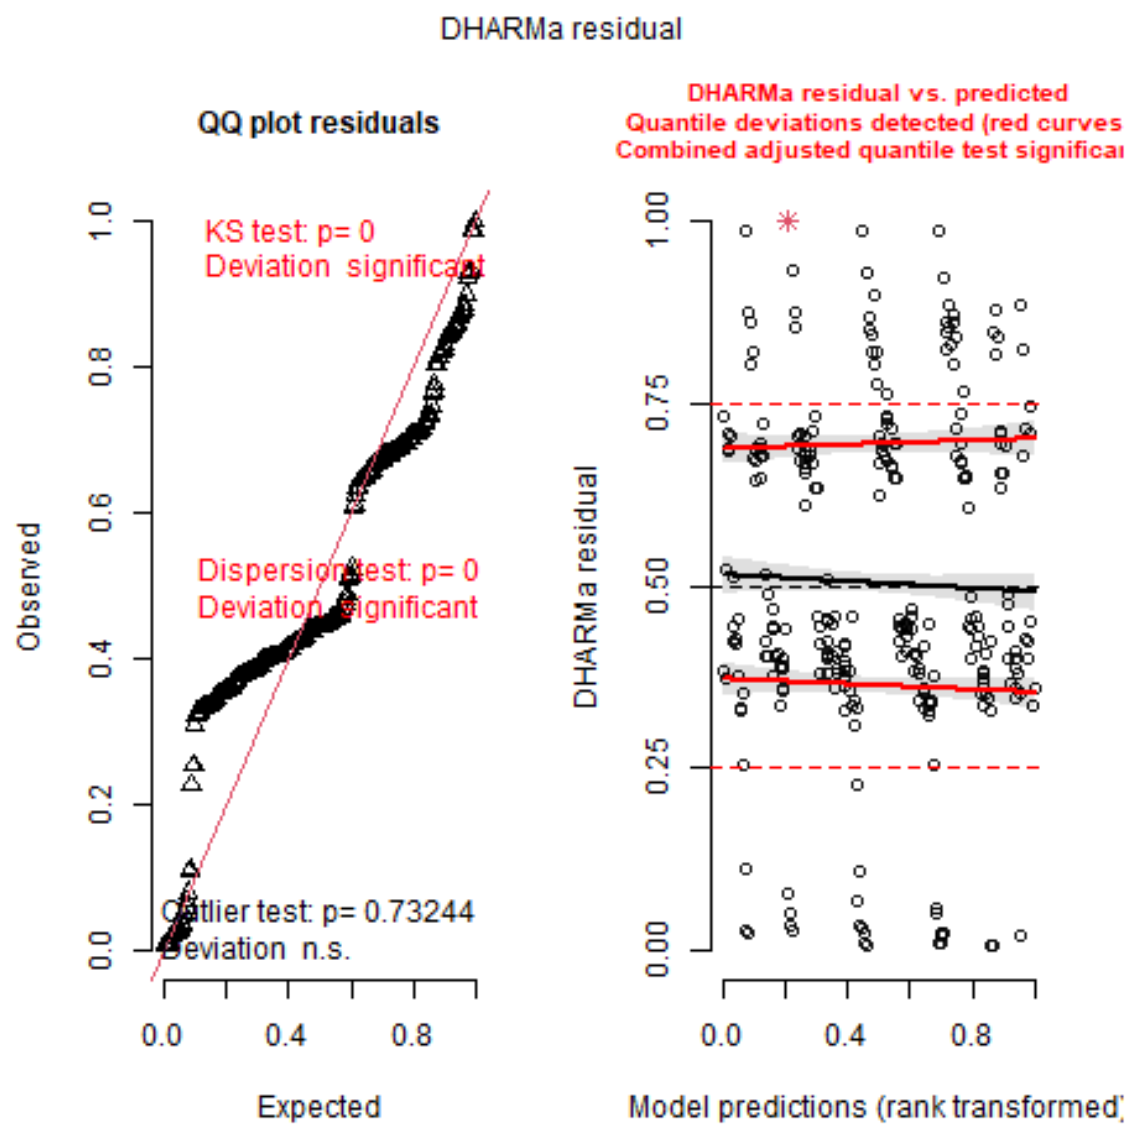 DHARMa residual
QQ plot residuals
KS test: p= 0
Deviation significant
Dispersion test: p= 0
Deviation significant
Outlier test: p= 0.73244
Deviation n.s.
Observed
0.0 0.2 0.4 0.6 0.8 1.0
0.0 0.4 0.8
Expected
DHARMa residual vs. predicted
Quantile deviations detected (red curves
Combined adjusted quantile test significan
DHARMa residual
0.00 0.25 0.50 0.75 1.00
0.0 0.4 0.8
Model predictions (rank transformed)